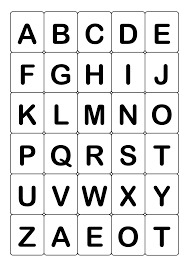 A B C D E
F G H I J
K L M N O
P Q R S T
U V W X Y
Z A E O T